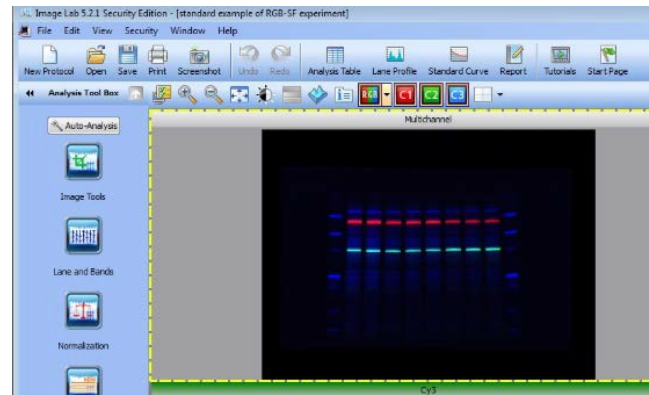 Image Lab 5.2.1 Security Edition - [standard example of RGB-SF experiment]
File Edit View Security Window Help
New Protocol Open Save Print Screenshot Undo Redo Analysis Table Lane Profile Standard Curve Report Tutorials Start Page
Analysis Tool Box RGB C1 C2 C3
Auto-Analysis
Multichannel
Image Tools
Lane and Bands
Normalization
Cy3